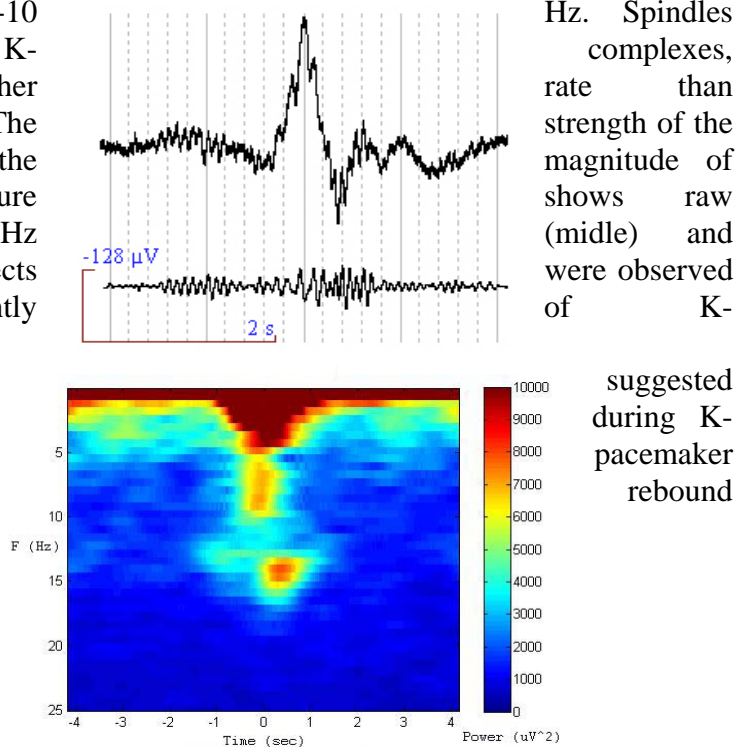 -10 Hz. Spindles
K- complexes,
her rate than
The strength of the
the magnitude of
ure shows raw
Hz (midle) and
ects were observed
ntly of K-
-128 µV
2 s
suggested
during K-
pacemaker
rebound
5
10
15
20
25
F (Hz)
-4 -3 -2 -1 0 1 2 3 4
Time (sec)
10000
9000
8000
7000
6000
5000
4000
3000
2000
1000
0
Power (uV^2)